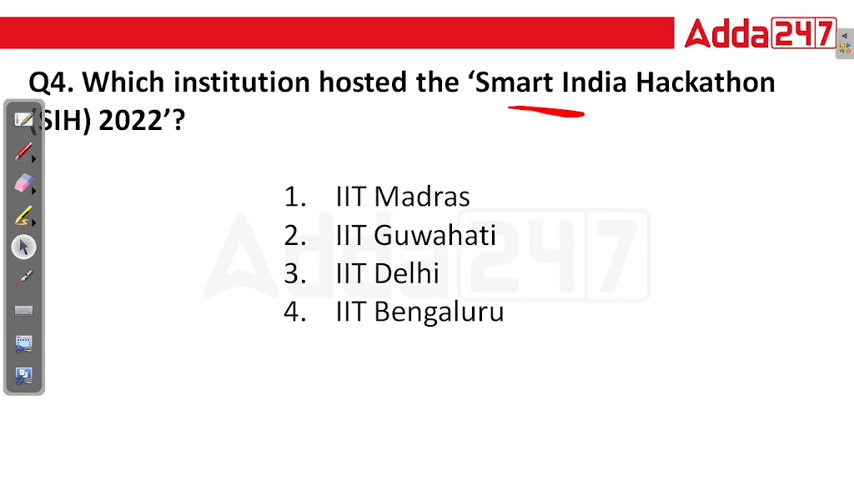 Adda247
Q4. Which institution hosted the ‘Smart India Hackathon
(SIH) 2022’?
1. IIT Madras
2. IIT Guwahati
3. IIT Delhi
4. IIT Bengaluru
Adda247